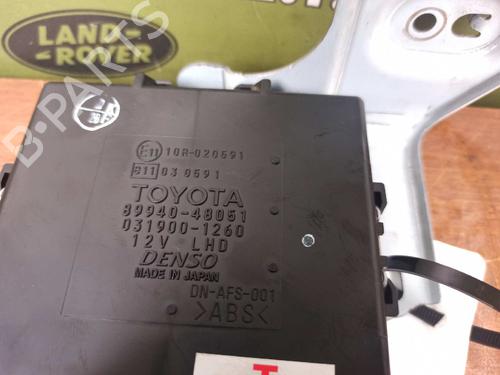 LAND-
ROVER
B-PARTS
E11 10R-020591
e11 03 0591
TOYOTA
89940-48051
031900-1260
12V LHD
DENSO
MADE IN JAPAN
DN-AFS-001
>ABS<
T